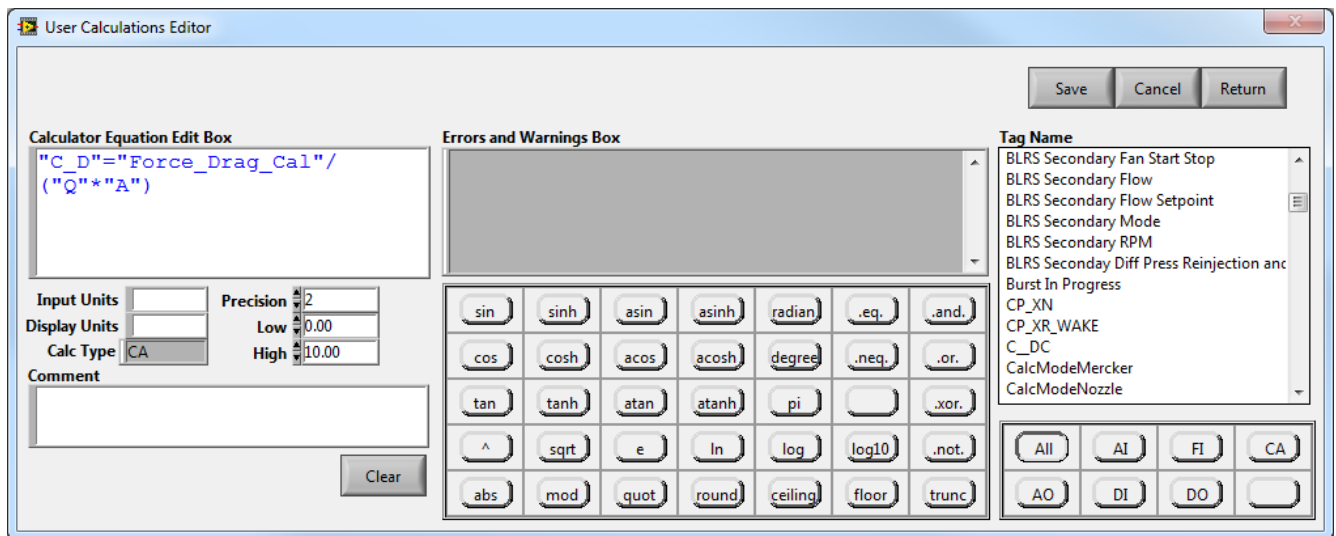 User Calculations Editor
Save Cancel Return
Calculator Equation Edit Box
"C_D"="Force_Drag_Cal"/
("Q"*"A")
Errors and Warnings Box
Tag Name
BLRS Secondary Fan Start Stop
BLRS Secondary Flow
BLRS Secondary Flow Setpoint
BLRS Secondary Mode
BLRS Secondary RPM
BLRS Seconday Diff Press Reinjection and
Burst In Progress
CP_XN
CP_XR_WAKE
C__DC
CalcModeMercker
CalcModeNozzle
Input Units Precision 2
Display Units Low 0.00
Calc Type CA High 10.00
Comment
Clear
sin sinh asin asinh radian .eq. .and.
cos cosh acos acosh degree .neq. .or.
tan tanh atan atanh pi .xor.
^ sqrt e ln log log10 .not.
abs mod quot round ceiling floor trunc
All AI FI CA
AO DI DO